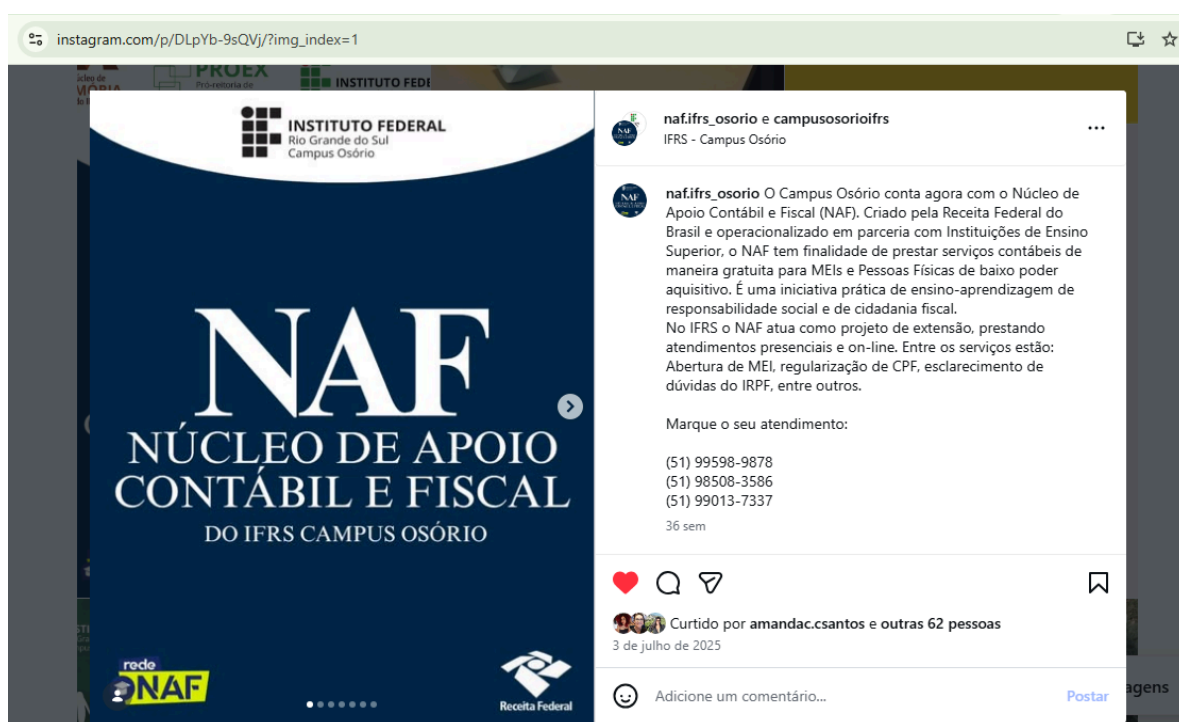 instagram.com/p/DLpYb-9sQVj/?img_index=1
PROEX
Pró-reitoria de
INSTITUTO FEDE
INSTITUTO FEDERAL
Rio Grande do Sul
Campus Osório
NAF
NÚCLEO DE APOIO
CONTÁBIL E FISCAL
DO IFRS CAMPUS OSÓRIO
rede
NAF
Receita Federal
naf.ifrs_osorio e campusosorioifrs
IFRS - Campus Osório
naf.ifrs_osorio O Campus Osório conta agora com o Núcleo de
Apoio Contábil e Fiscal (NAF). Criado pela Receita Federal do
Brasil e operacionalizado em parceria com Instituições de Ensino
Superior, o NAF tem finalidade de prestar serviços contábeis de
maneira gratuita para MEIs e Pessoas Físicas de baixo poder
aquisitivo. É uma iniciativa prática de ensino-aprendizagem de
responsabilidade social e de cidadania fiscal.
No IFRS o NAF atua como projeto de extensão, prestando
atendimentos presenciais e on-line. Entre os serviços estão:
Abertura de MEI, regularização de CPF, esclarecimento de
dúvidas do IRPF, entre outros.
Marque o seu atendimento:
(51) 99598-9878
(51) 98508-3586
(51) 99013-7337
36 sem
Curtido por amandac.csantos e outras 62 pessoas
3 de julho de 2025
Adicione um comentário...
Postar
agens